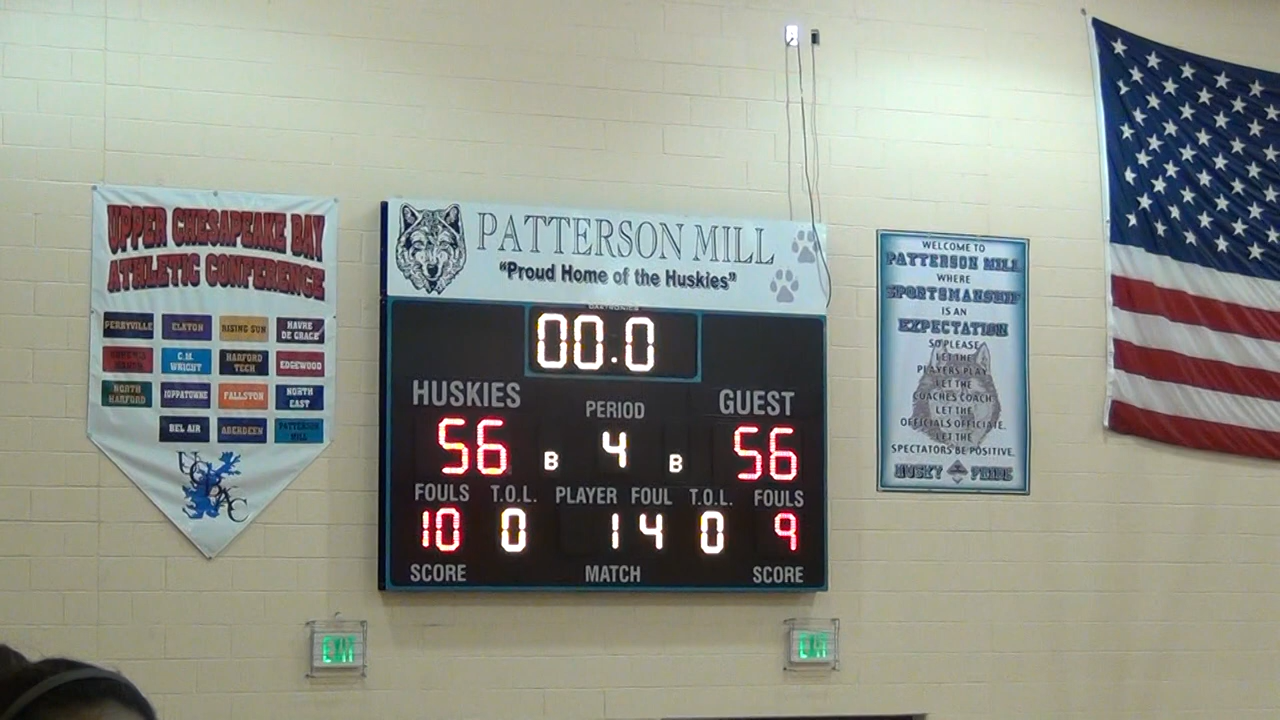 UPPER CHESAPEAKE BAY
ATHLETIC CONFERENCE
PERRYVILLE
ELKTON
RISING SUN
HAVRE
DE GRACE
C.M.
WRIGHT
HARFORD
TECH
EDGEWOOD
NORTH
HARFORD
JOPPATOWNE
FALLSTON
NORTH
EAST
BEL AIR
ABERDEEN
PATTERSON
MILL
UCBAC
PATTERSON MILL
“Proud Home of the Huskies”
DAKTRONICS
00.0
HUSKIES
PERIOD
GUEST
56 B 4 B 56
FOULS T.O.L. PLAYER FOUL T.O.L. FOULS
10 0 14 0 9
SCORE MATCH SCORE
EXIT
EXIT
WELCOME TO
PATTERSON MILL
WHERE
SPORTSMANSHIP
IS AN
EXPECTATION
SO PLEASE
LET THE
PLAYERS PLAY.
LET THE
COACHES COACH.
LET THE
OFFICIALS OFFICIATE.
LET THE
SPECTATORS BE POSITIVE.
HUSKY PRIDE